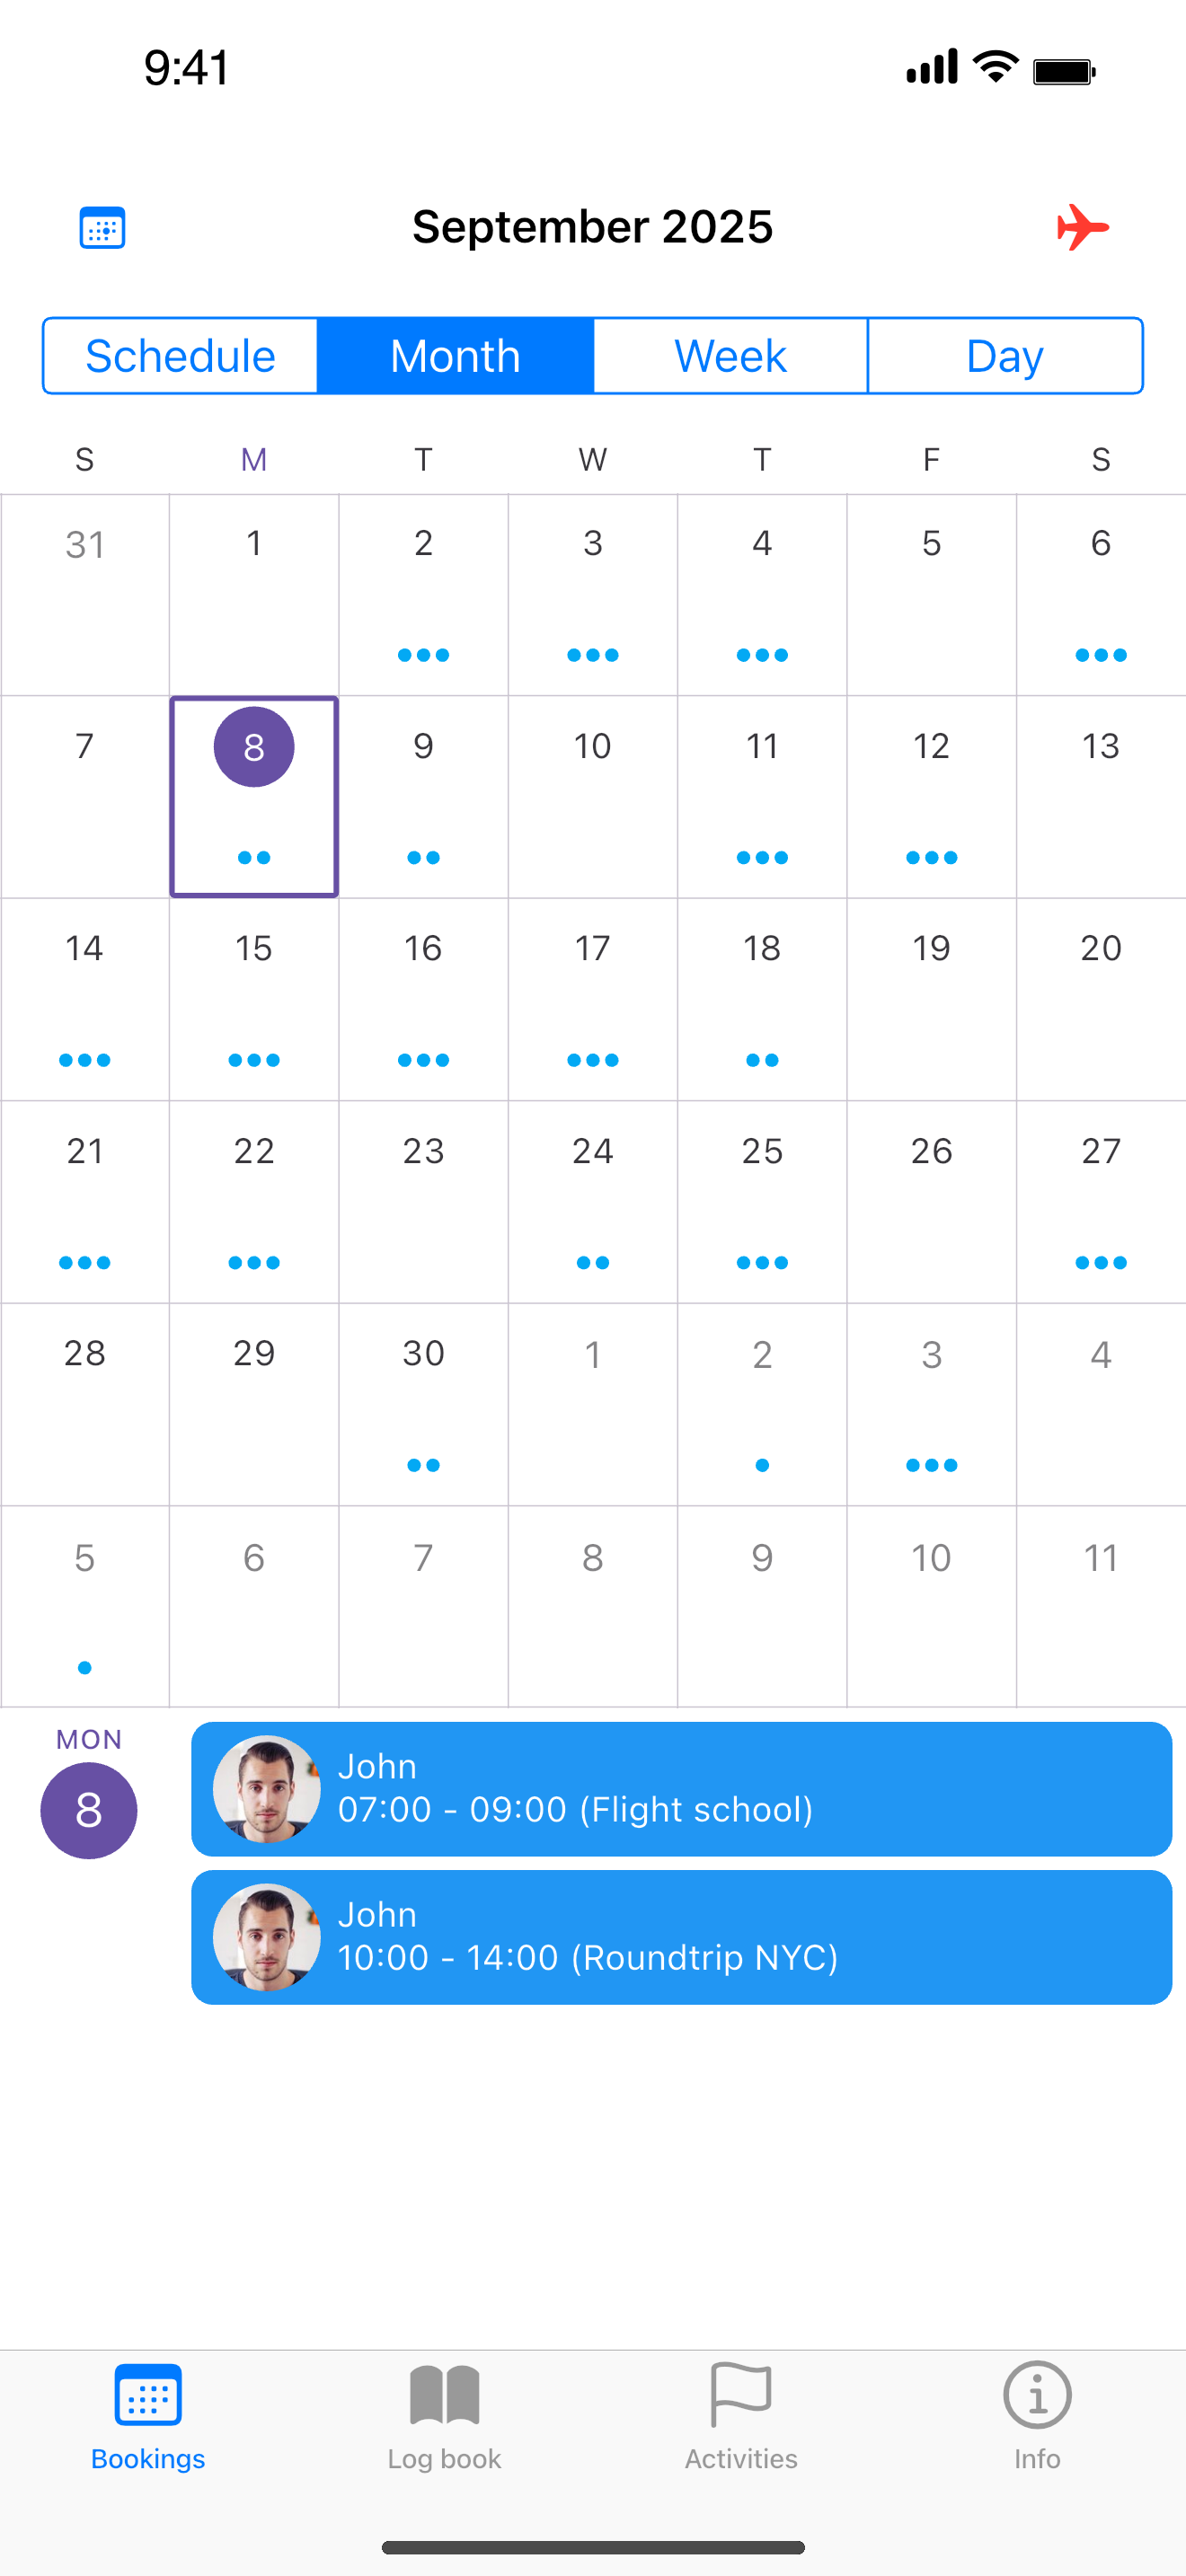 9:41
September 2025
Schedule Month Week Day
S M T W T F S
31 1 2 3 4 5 6
7 8 9 10 11 12 13
14 15 16 17 18 19 20
21 22 23 24 25 26 27
28 29 30 1 2 3 4
5 6 7 8 9 10 11
MON
8
John
07:00 - 09:00 (Flight school)
John
10:00 - 14:00 (Roundtrip NYC)
Bookings Log book Activities Info